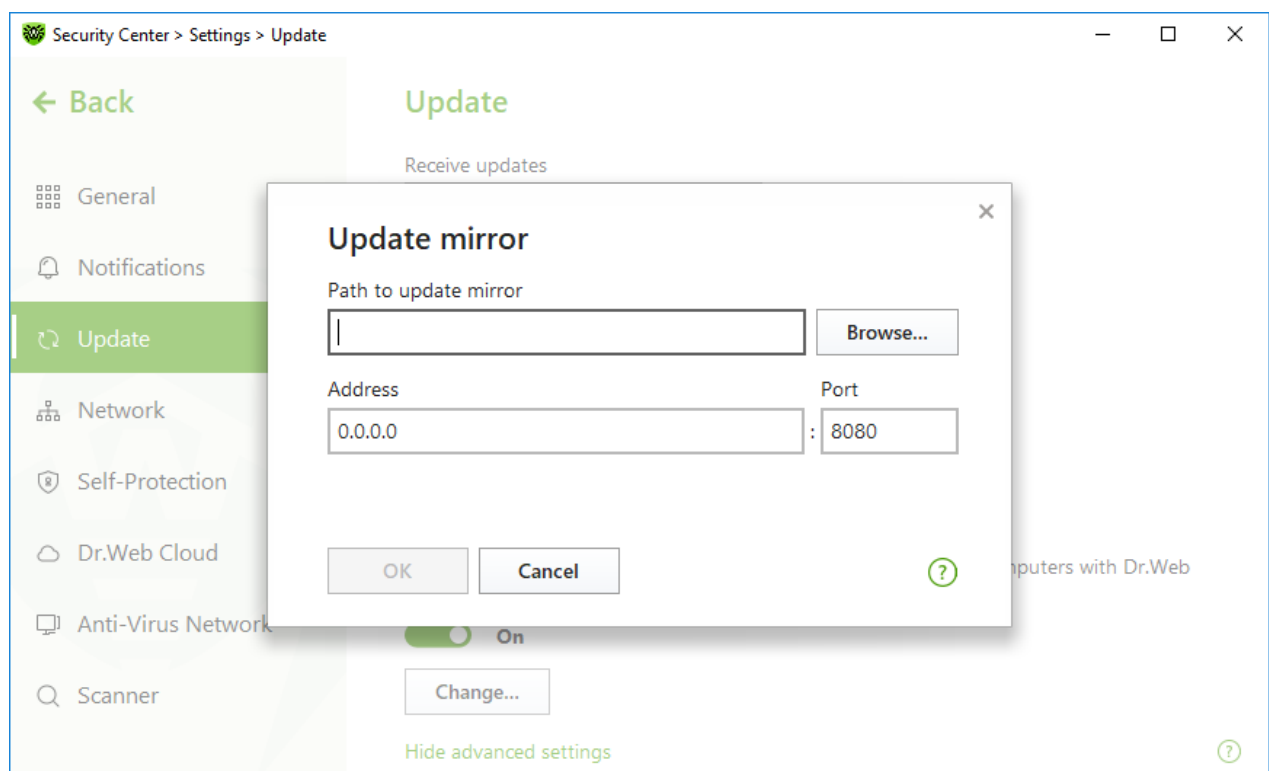 Security Center > Settings > Update
Back
General
Notifications
Update
Network
Self-Protection
Dr.Web Cloud
Anti-Virus Network
Scanner
Update
Receive updates
Update mirror
Path to update mirror
Browse...
Address
Port
0.0.0.0 : 8080
OK
Cancel
?
with Dr.Web
On
Change...
Hide advanced settings
?